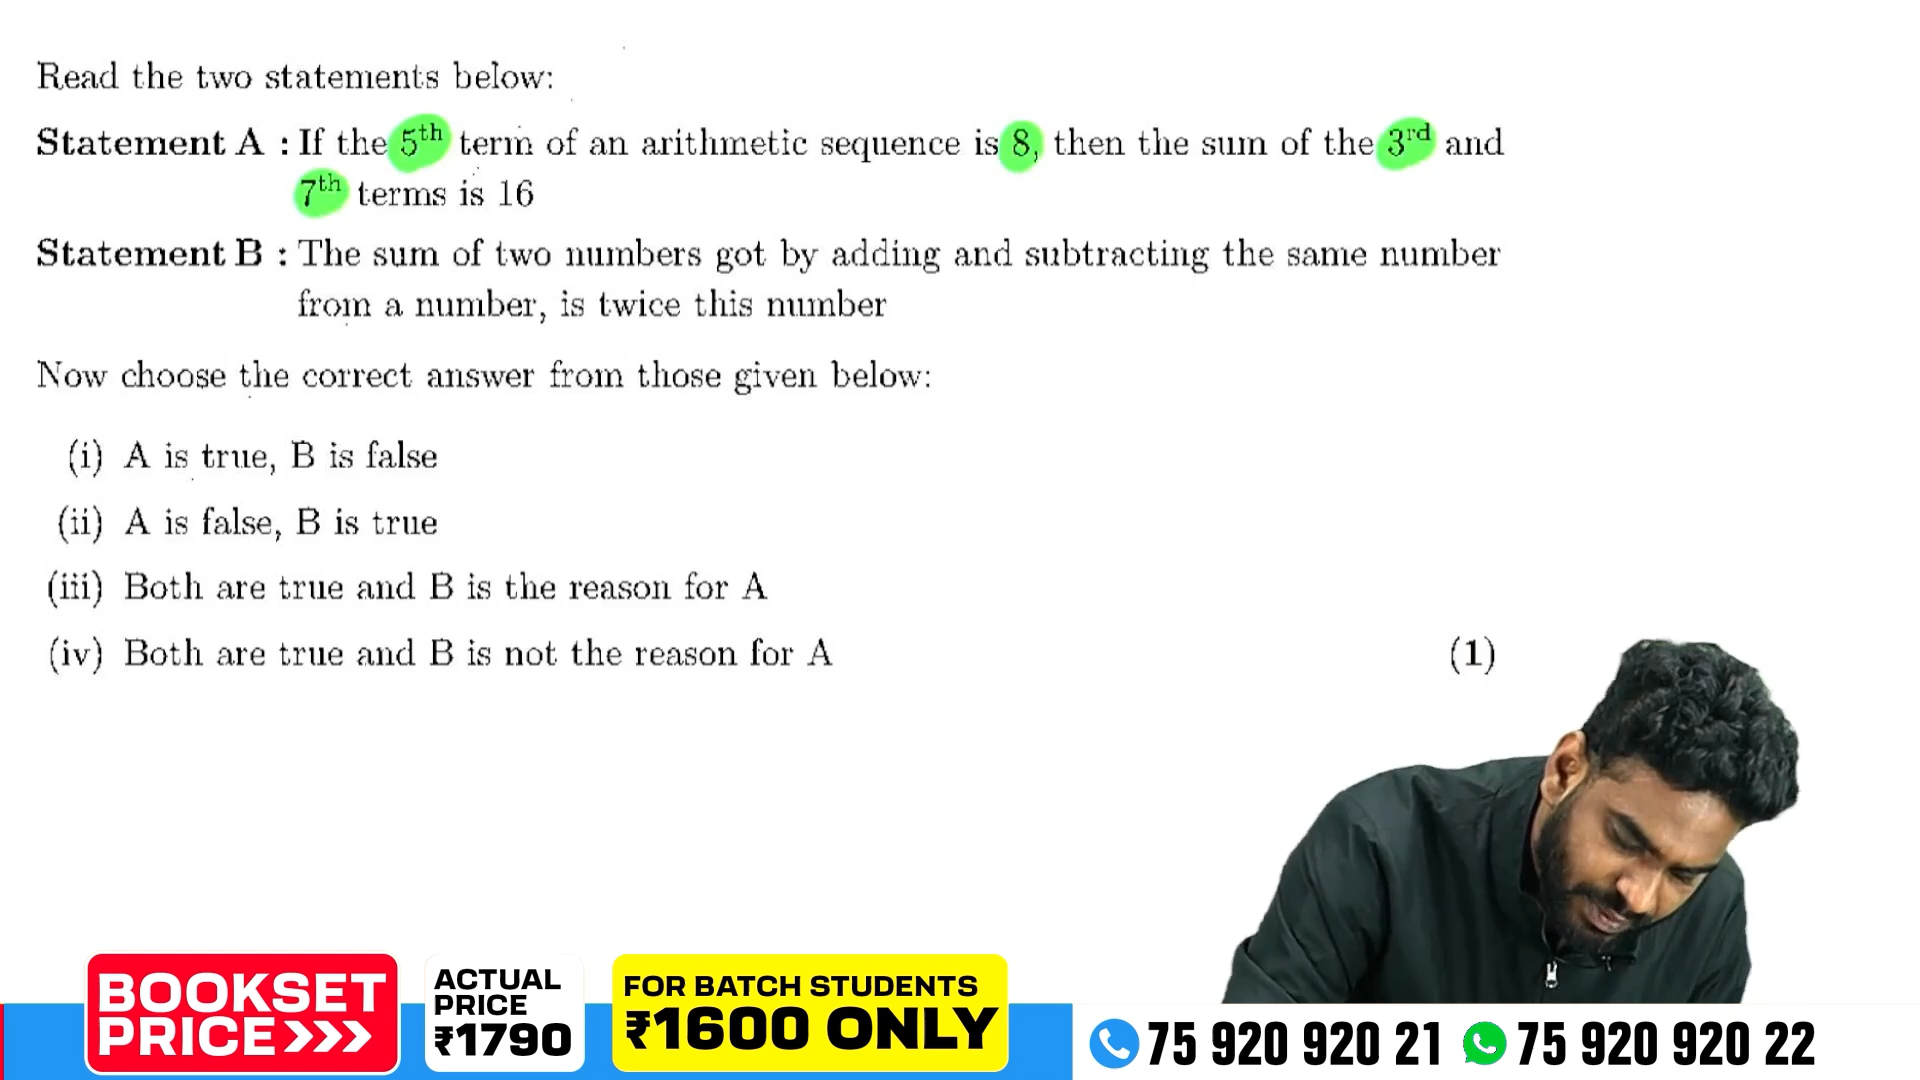 Read the two statements below:
Statement A : If the 5th term of an arithmetic sequence is 8, then the sum of the 3rd and
7th terms is 16
Statement B : The sum of two numbers got by adding and subtracting the same number
from a number, is twice this number
Now choose the correct answer from those given below:
(i) A is true, B is false
(ii) A is false, B is true
(iii) Both are true and B is the reason for A
(iv) Both are true and B is not the reason for A (1)
BOOKSET
PRICE>>>
ACTUAL
PRICE
₹1790
FOR BATCH STUDENTS
₹1600 ONLY
75 920 920 21
75 920 920 22